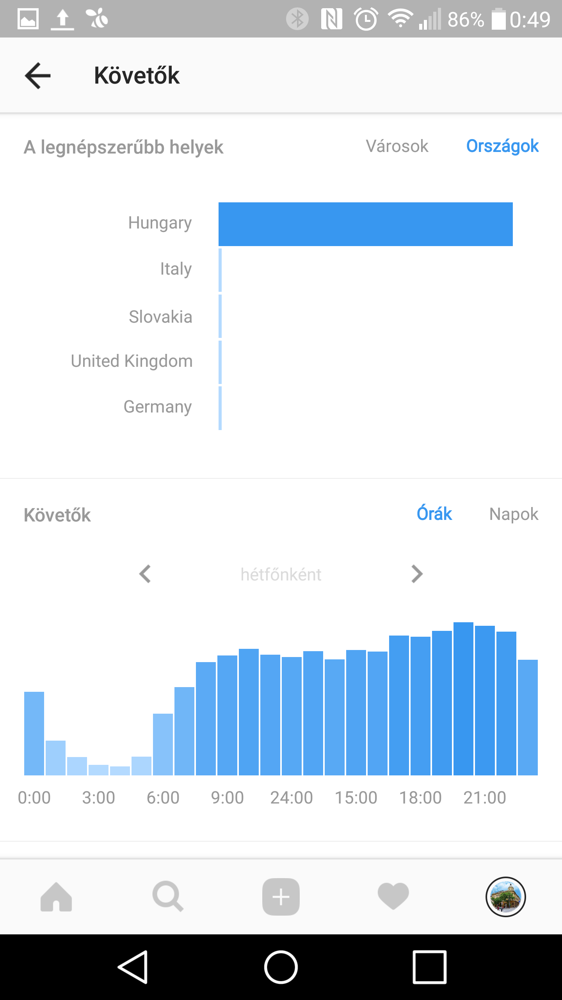 86% 0:49
Követők
A legnépszerűbb helyek Városok Országok
Hungary
Italy
Slovakia
United Kingdom
Germany
Követők Órák Napok
hétfőnként
0:00 3:00 6:00 9:00 24:00 15:00 18:00 21:00